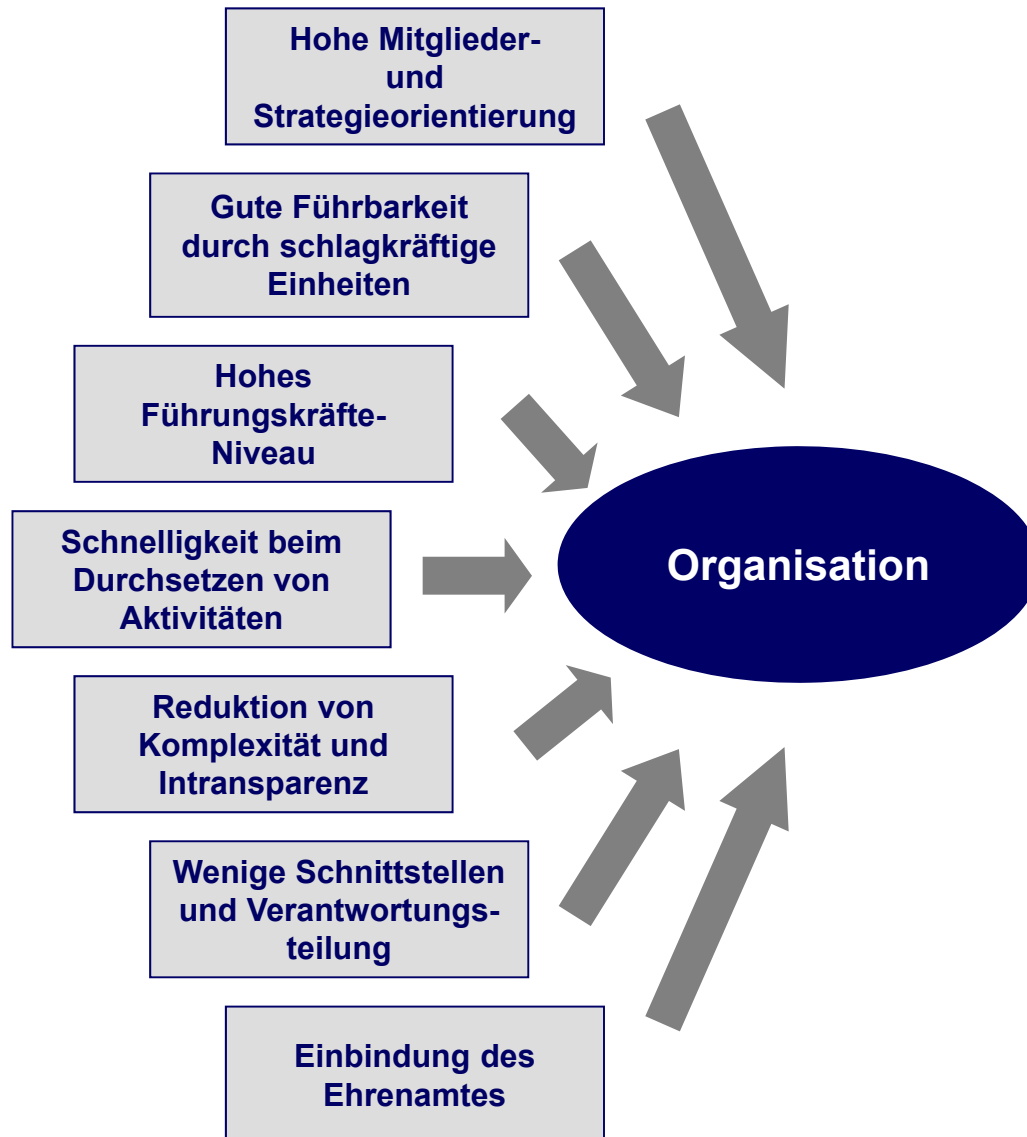 Hohe Mitglieder-
und
Strategieorientierung
Gute Führbarkeit
durch schlagkräftige
Einheiten
Hohes
Führungskräfte-
Niveau
Schnelligkeit beim
Durchsetzen von
Aktivitäten
Organisation
Reduktion von
Komplexität und
Intransparenz
Wenige Schnittstellen
und Verantwortungs-
teilung
Einbindung des
Ehrenamtes